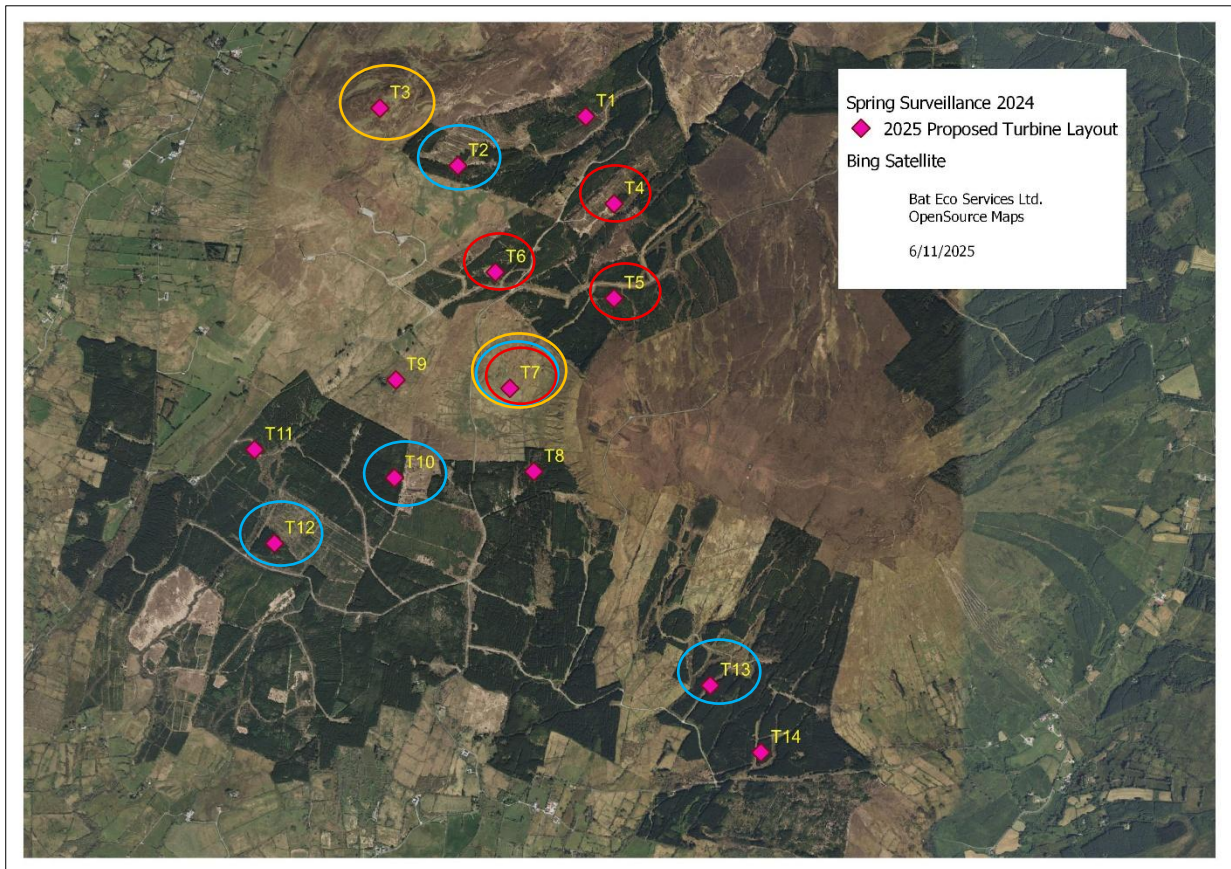 T3
T1
T2
T4
T6
T5
T7
T9
T11
T10
T8
T12
T13
T14
Spring Surveillance 2024
2025 Proposed Turbine Layout
Bing Satellite
Bat Eco Services Ltd.
OpenSource Maps
6/11/2025